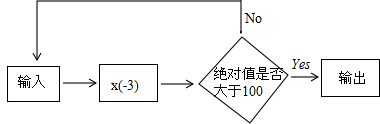 No
输入
x(-3)
绝对值是否
大于100
Yes
输出